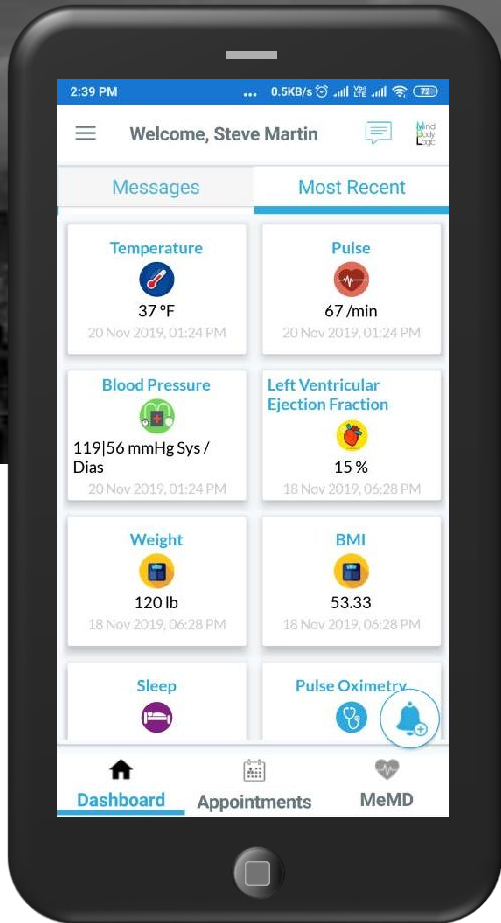 2:39 PM ... 0.5KB/s 72
Welcome, Steve Martin
Mind
Body
Logic
Messages Most Recent
Temperature
37 °F
20 Nov 2019, 01:24 PM
Pulse
67 /min
20 Nov 2019, 01:24 PM
Blood Pressure
119|56 mmHg Sys /
Dias
20 Nov 2019, 01:24 PM
Left Ventricular
Ejection Fraction
15 %
18 Nov 2019, 06:28 PM
Weight
120 lb
18 Nov 2019, 06:28 PM
BMI
53.33
18 Nov 2019, 06:28 PM
Sleep
Pulse Oximetry
Dashboard Appointments MeMD